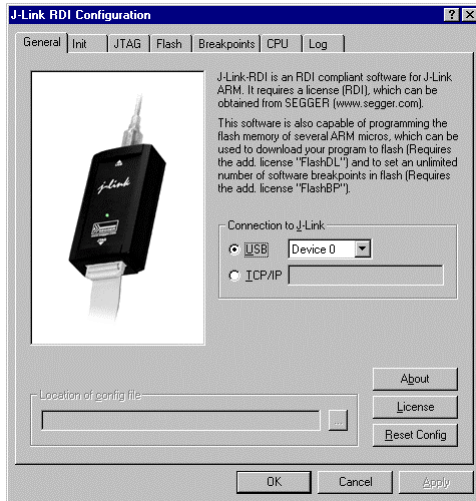 J-Link RDI Configuration
General
Init
JTAG
Flash
Breakpoints
CPU
Log
J-Link
J-Link-RDI is an RDI compliant software for J-Link
ARM. It requires a license (RDI), which can be
obtained from SEGGER (www.segger.com).
This software is also capable of programming the
flash memory of several ARM micros, which can be
used to download your program to flash (Requires
the add. license "FlashDL") and to set an unlimited
number of software breakpoints in flash (Requires
the add. license "FlashBP").
Connection to J-Link
USB Device 0
TCP/IP
Location of config file
...
About
License
Reset Config
OK
Cancel
Apply